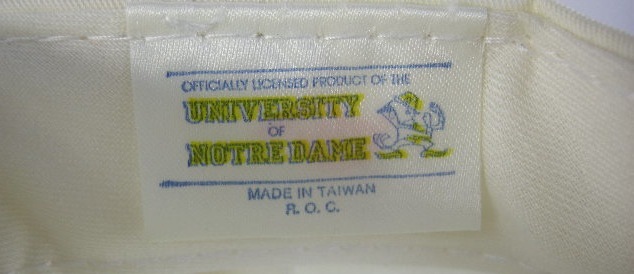 OFFICIALLY LICENSED PRODUCT OF THE
UNIVERSITY
OF
NOTRE DAME
MADE IN TAIWAN
R. O. C.